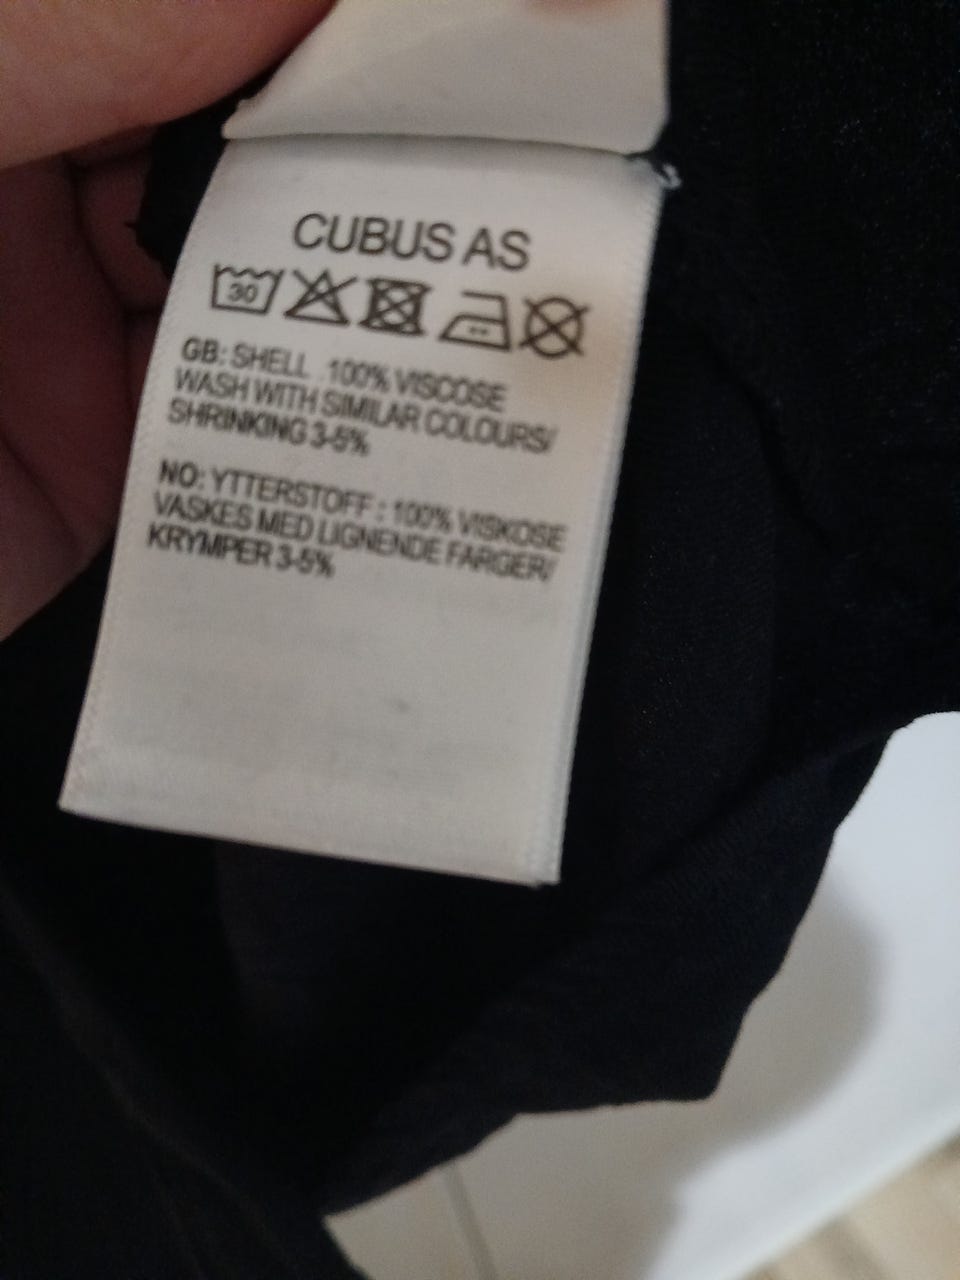 CUBUS AS
30
GB: SHELL 100% VISCOSE
WASH WITH SIMILAR COLOURS/
SHRINKING 3-5%
NO: YTTERSTOFF : 100% VISKOSE
VASKES MED LIGNENDE FARGER/
KRYMPER 3-5%